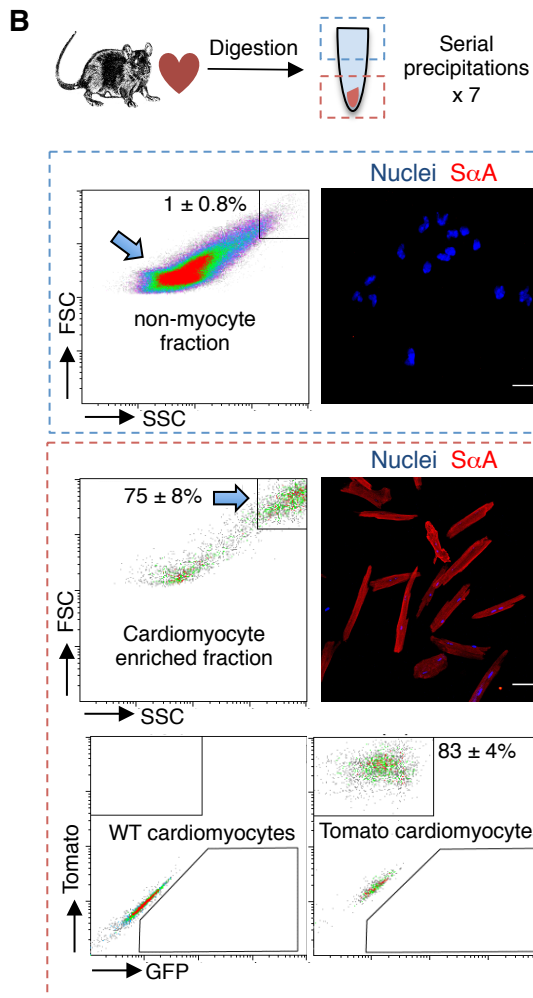 B
Digestion
Serial
precipitations
x 7
Nuclei SαA
1 ± 0.8%
non-myocyte
fraction
FSC
SSC
Nuclei SαA
75 ± 8%
Cardiomyocyte
enriched fraction
FSC
SSC
83 ± 4%
WT cardiomyocytes
Tomato cardiomyocyte
Tomato
GFP